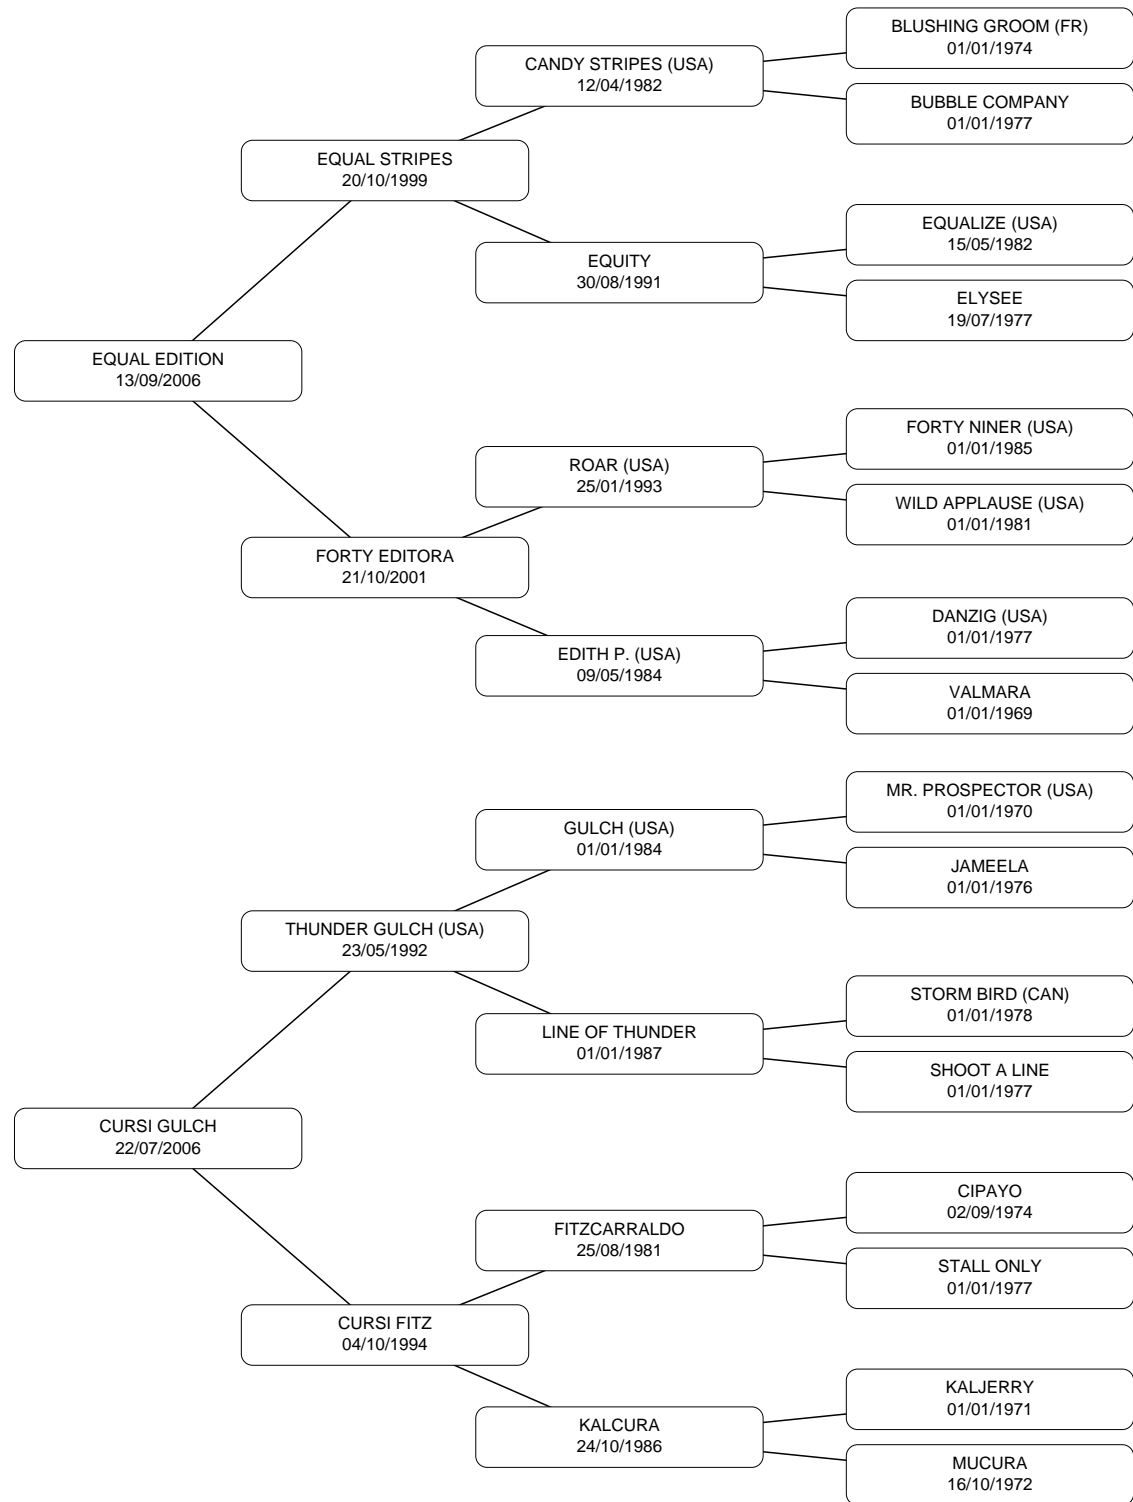 BLUSHING GROOM (FR)
01/01/1974
CANDY STRIPES (USA)
12/04/1982
BUBBLE COMPANY
01/01/1977
EQUAL STRIPES
20/10/1999
EQUALIZE (USA)
15/05/1982
EQUITY
30/08/1991
ELYSEE
19/07/1977
EQUAL EDITION
13/09/2006
FORTY NINER (USA)
01/01/1985
ROAR (USA)
25/01/1993
WILD APPLAUSE (USA)
01/01/1981
FORTY EDITORA
21/10/2001
DANZIG (USA)
01/01/1977
EDITH P. (USA)
09/05/1984
VALMARA
01/01/1969
MR. PROSPECTOR (USA)
01/01/1970
GULCH (USA)
01/01/1984
JAMEELA
01/01/1976
THUNDER GULCH (USA)
23/05/1992
STORM BIRD (CAN)
01/01/1978
LINE OF THUNDER
01/01/1987
SHOOT A LINE
01/01/1977
CURSI GULCH
22/07/2006
CIPAYO
02/09/1974
FITZCARRALDO
25/08/1981
STALL ONLY
01/01/1977
CURSI FITZ
04/10/1994
KALJERRY
01/01/1971
KALCURA
24/10/1986
MUCURA
16/10/1972